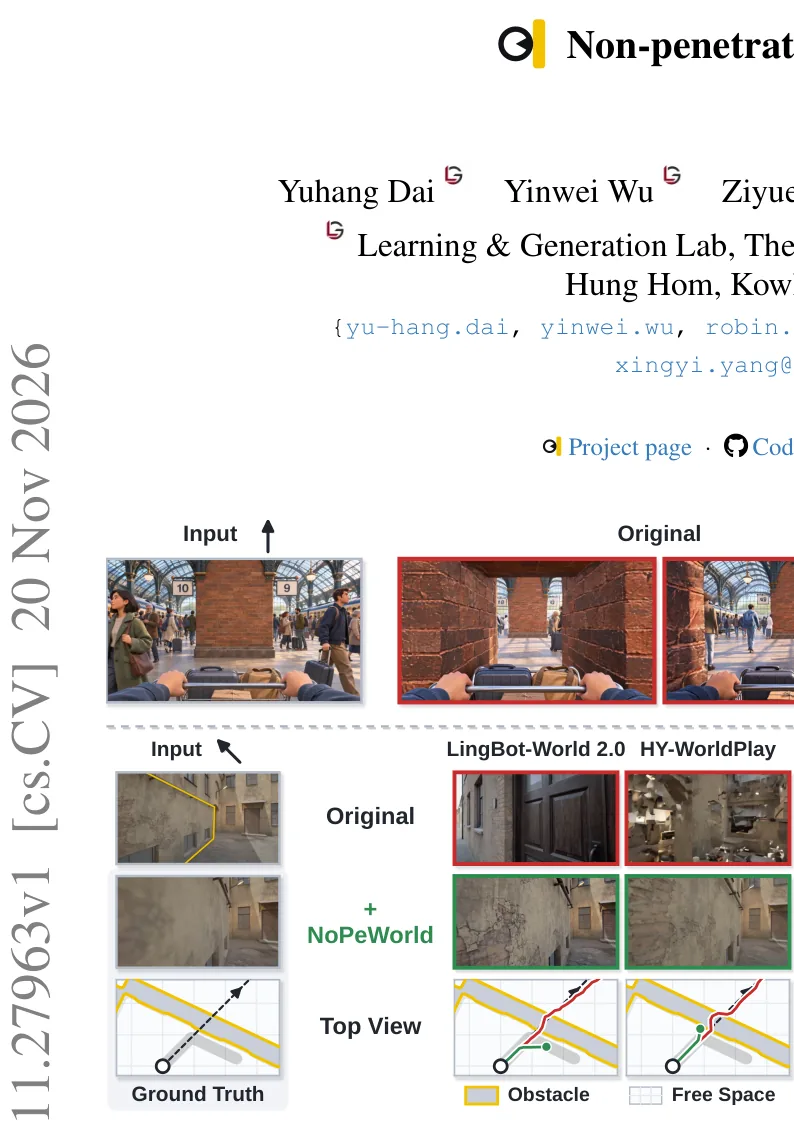 Non-penetrat
Yuhang Dai Yinwei Wu Ziyue
Learning & Generation Lab, The
Hung Hom, Kow
{yu-hang.dai, yinwei.wu, robin.
xingyi.yang@
Project page · Cod
11.27963v1 [cs.CV] 20 Nov 2026
Input Original
10 9
LingBot-World 2.0 HY-WorldPlay
Input
Original
+
NoPeWorld
Top View
Ground Truth
Obstacle Free Space